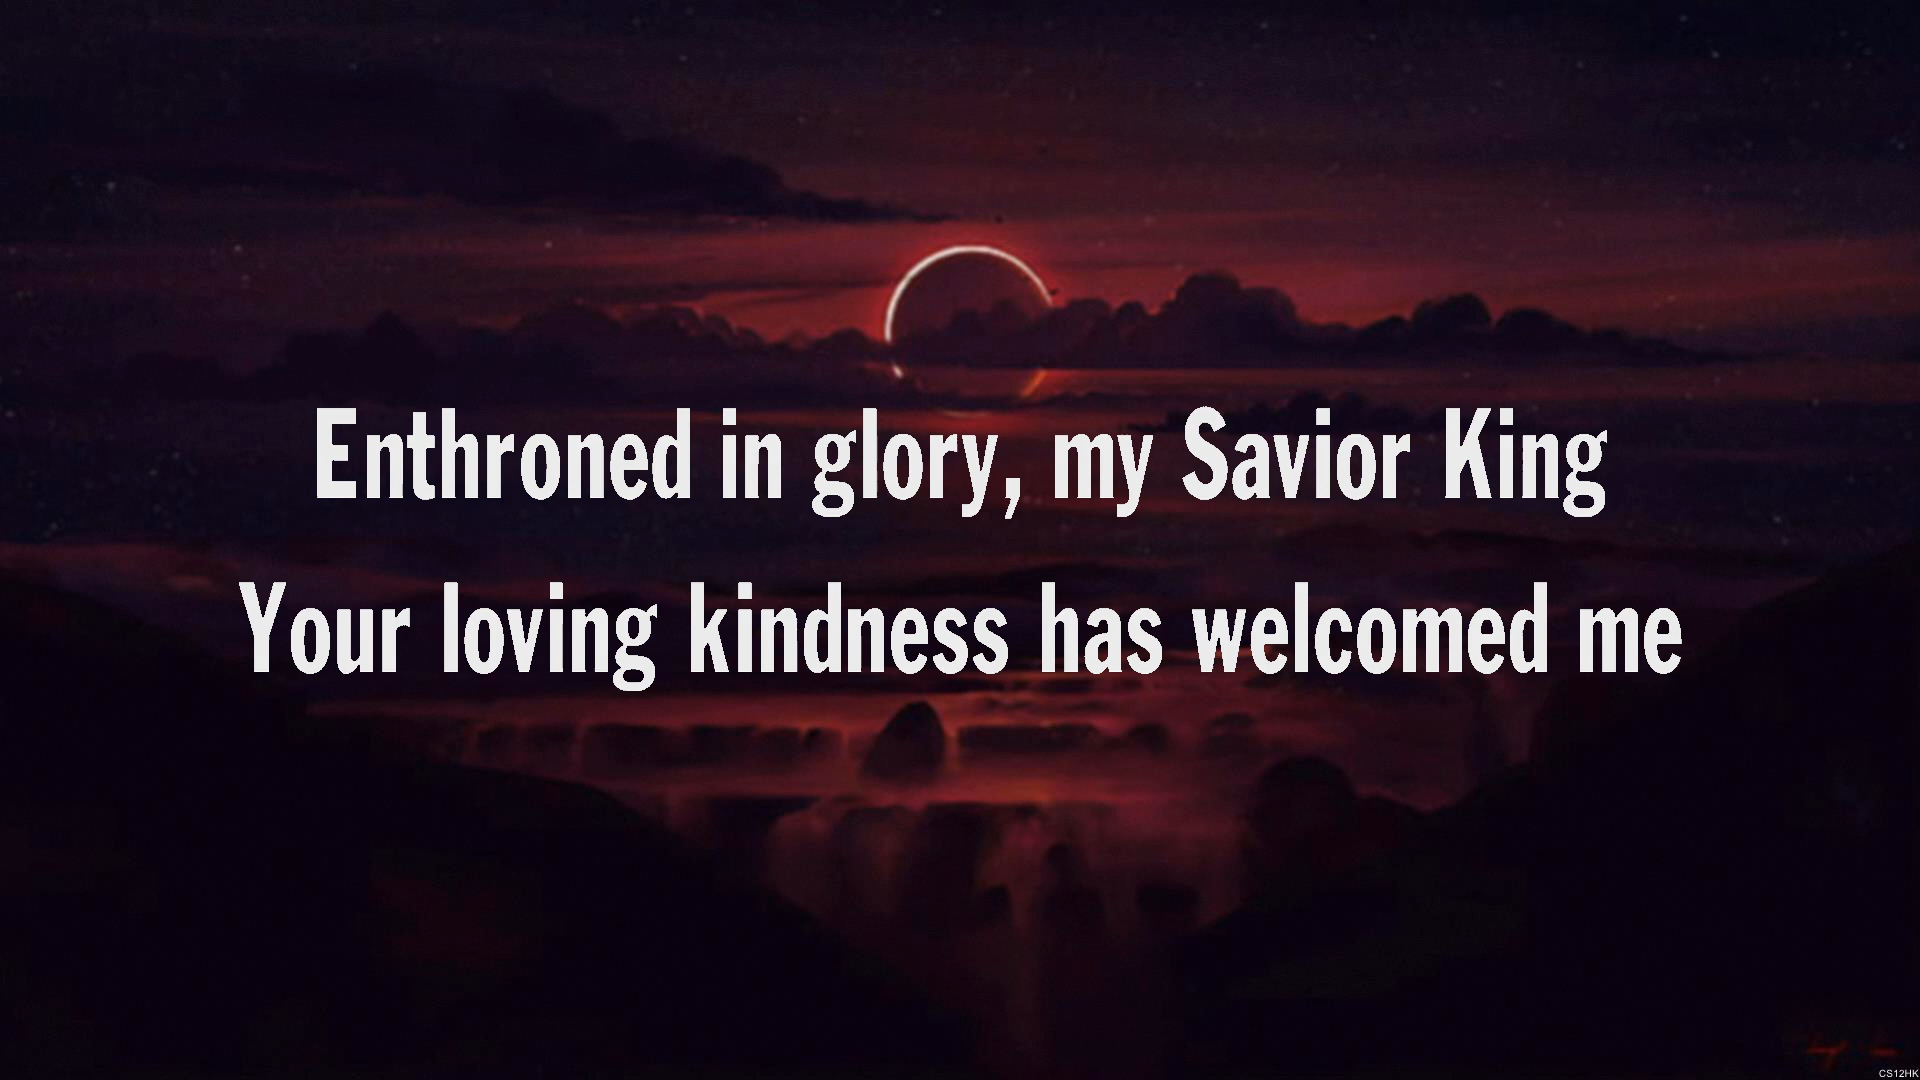 Enthroned in glory, my Savior King
Your loving kindness has welcomed me
CS12HK